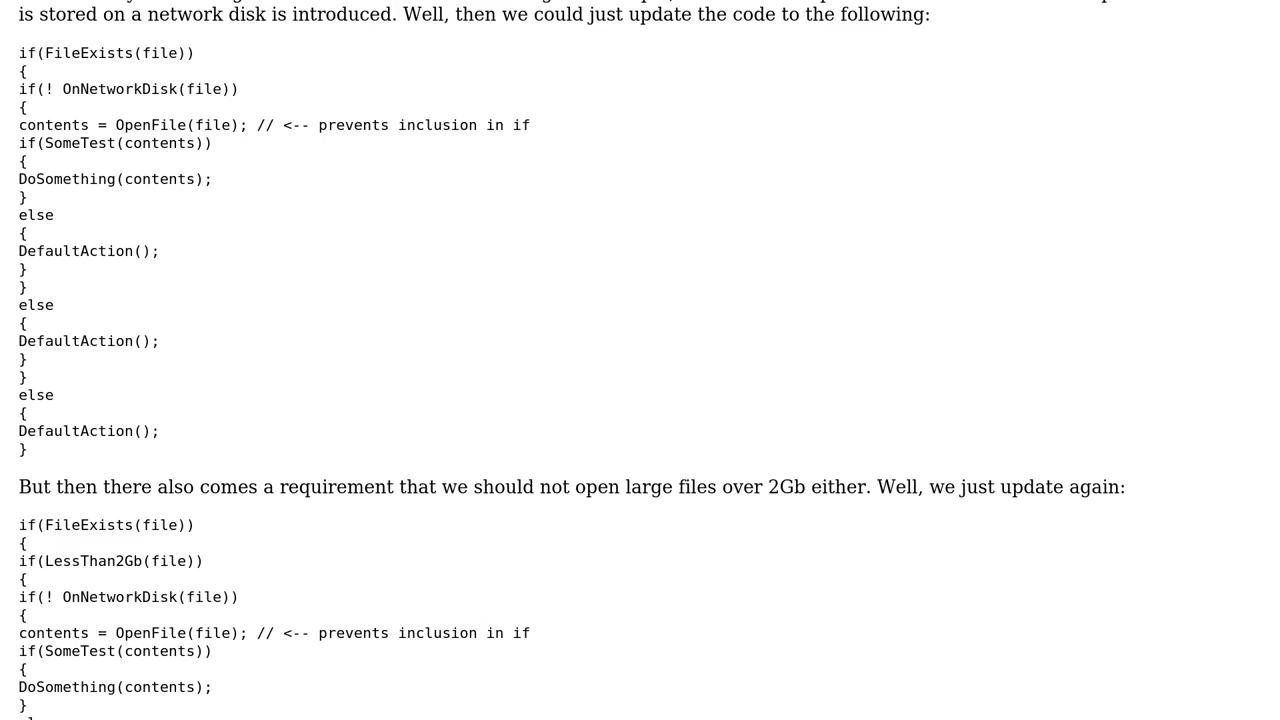 is stored on a network disk is introduced. Well, then we could just update the code to the following:
if(FileExists(file))
{
if(! OnNetworkDisk(file))
{
contents = OpenFile(file); // <-- prevents inclusion in if
if(SomeTest(contents))
{
DoSomething(contents);
}
else
{
DefaultAction();
}
}
else
{
DefaultAction();
}
}
else
{
DefaultAction();
}
But then there also comes a requirement that we should not open large files over 2Gb either. Well, we just update again:
if(FileExists(file))
{
if(LessThan2Gb(file))
{
if(! OnNetworkDisk(file))
{
contents = OpenFile(file); // <-- prevents inclusion in if
if(SomeTest(contents))
{
DoSomething(contents);
}